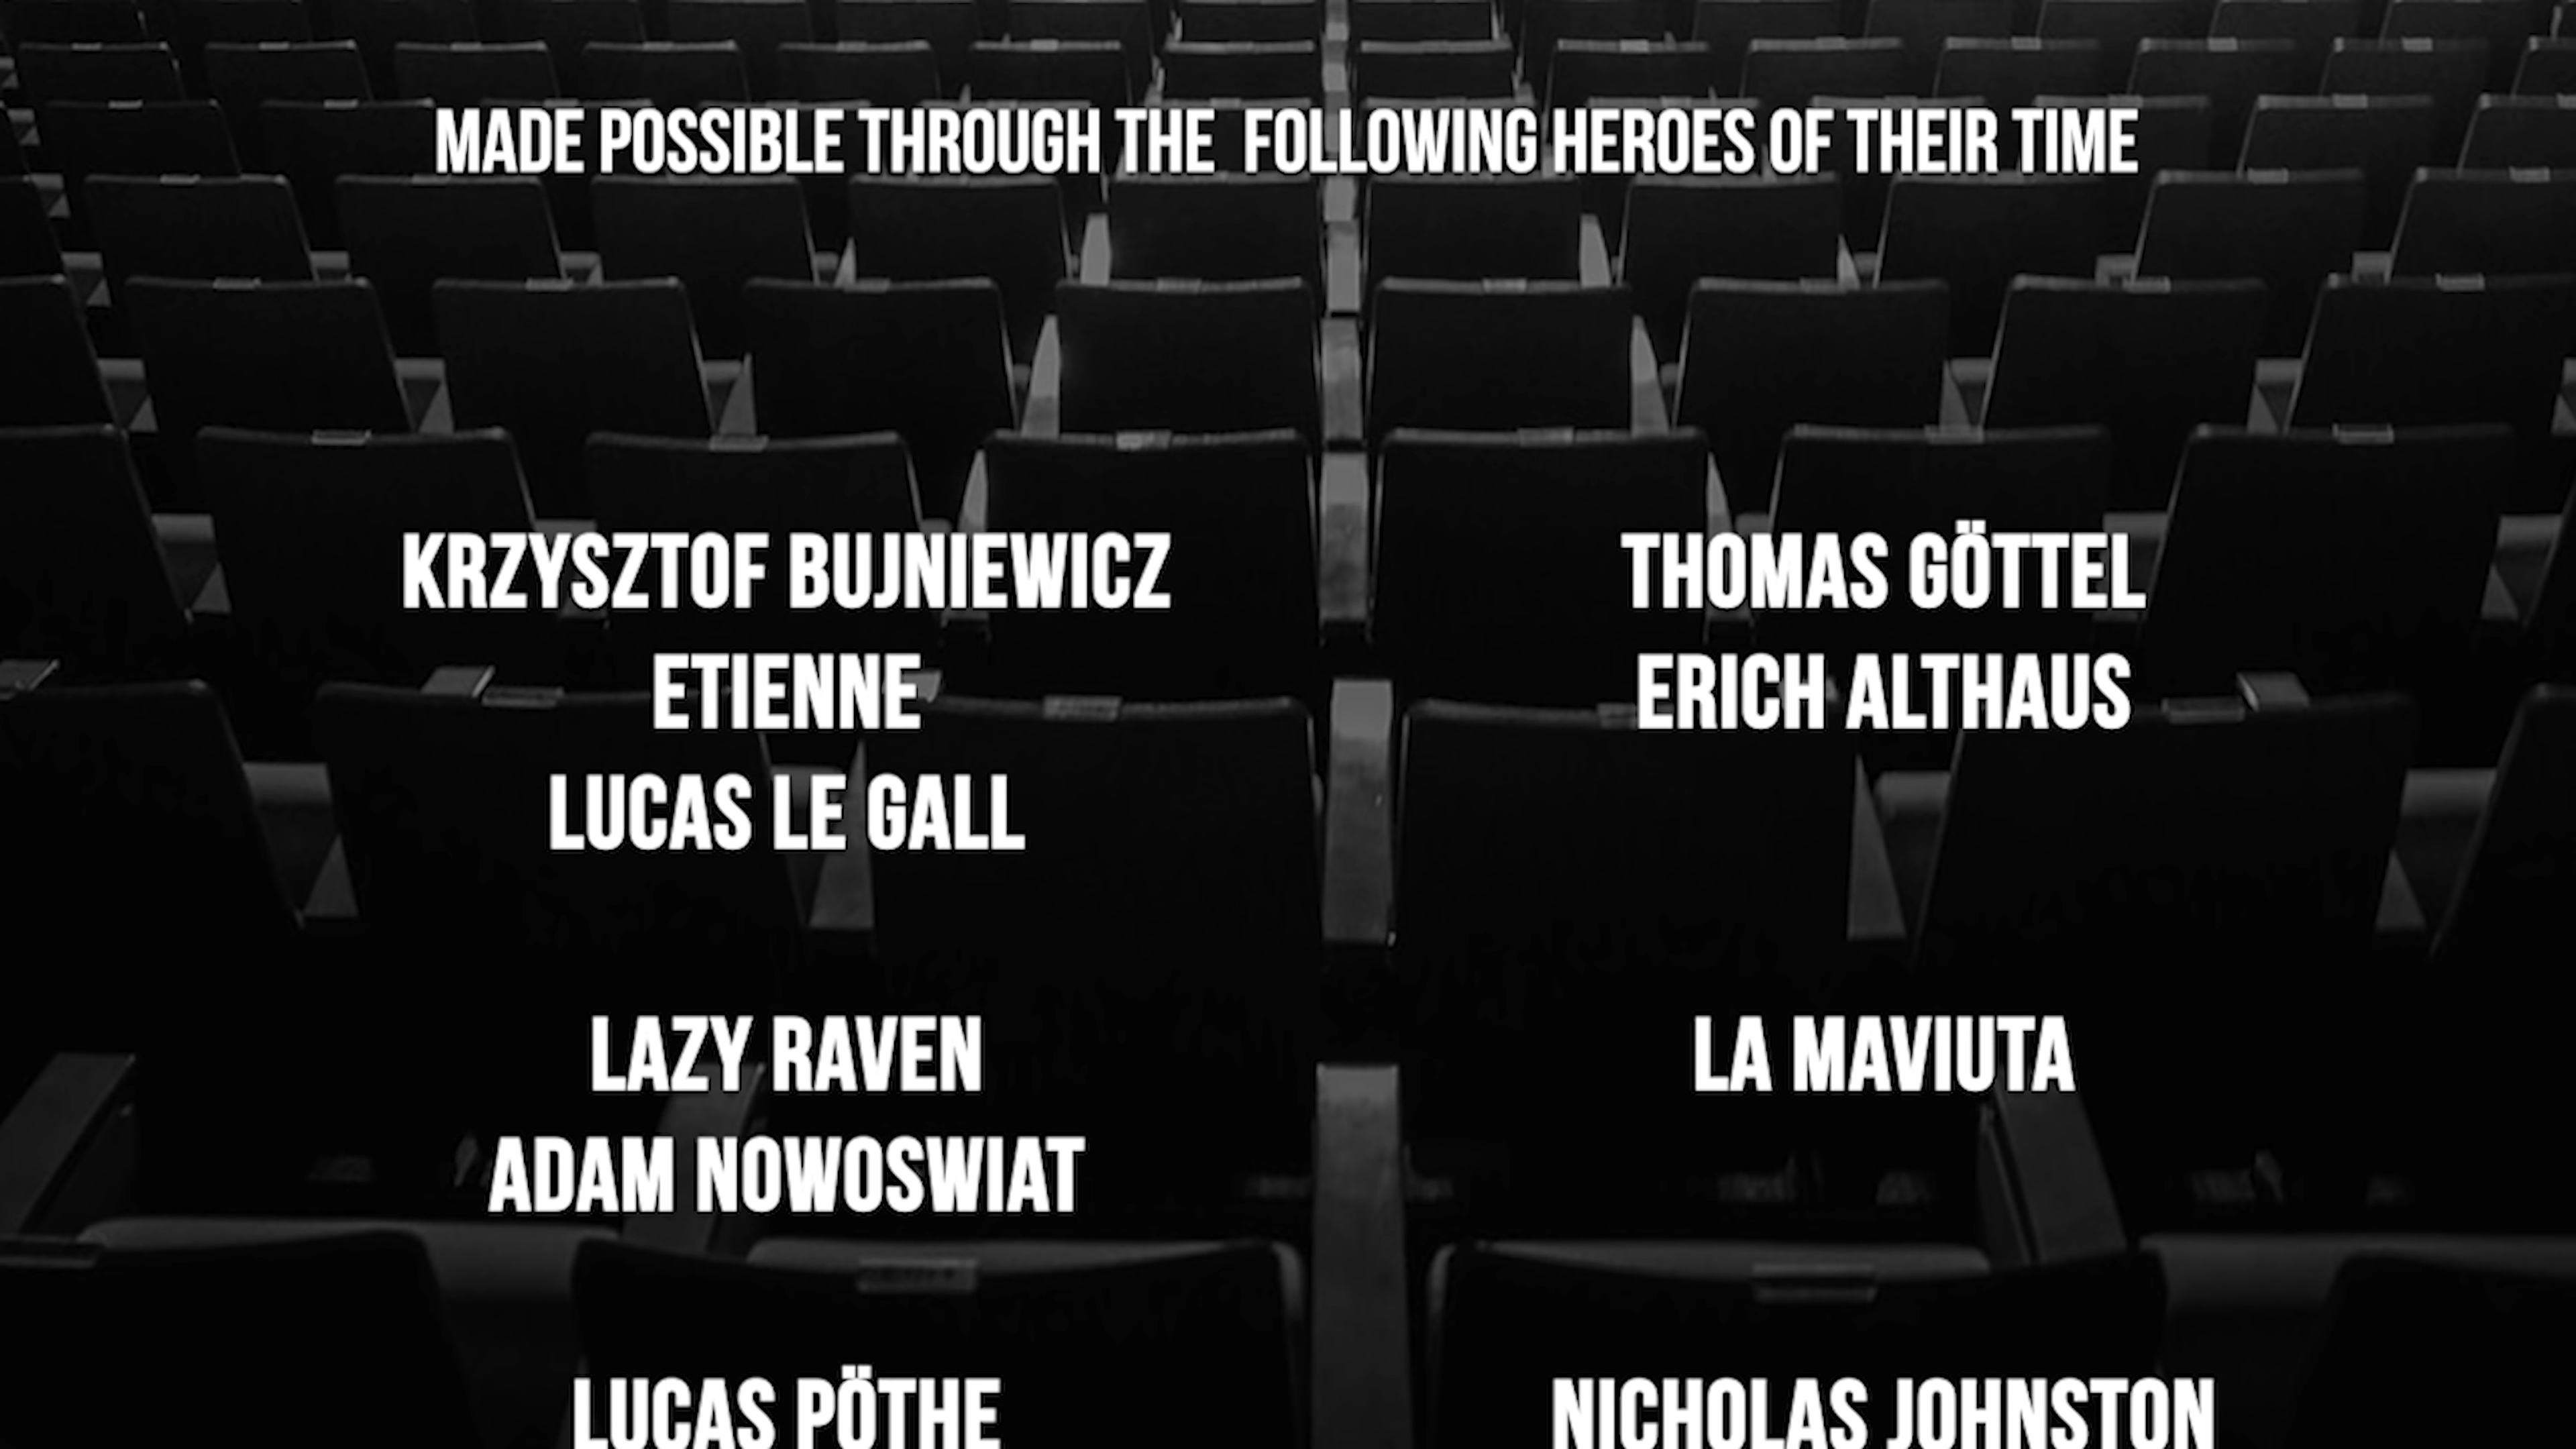 MADE POSSIBLE THROUGH THE FOLLOWING HEROES OF THEIR TIME
KRZYSZTOF BUJNIEWICZ
THOMAS GÖTTEL
ETIENNE
ERICH ALTHAUS
LUCAS LE GALL
LAZY RAVEN
LA MAVIUTA
ADAM NOWOSWIAT
LUCAS PÖTHE
NICHOLAS JOHNSTON